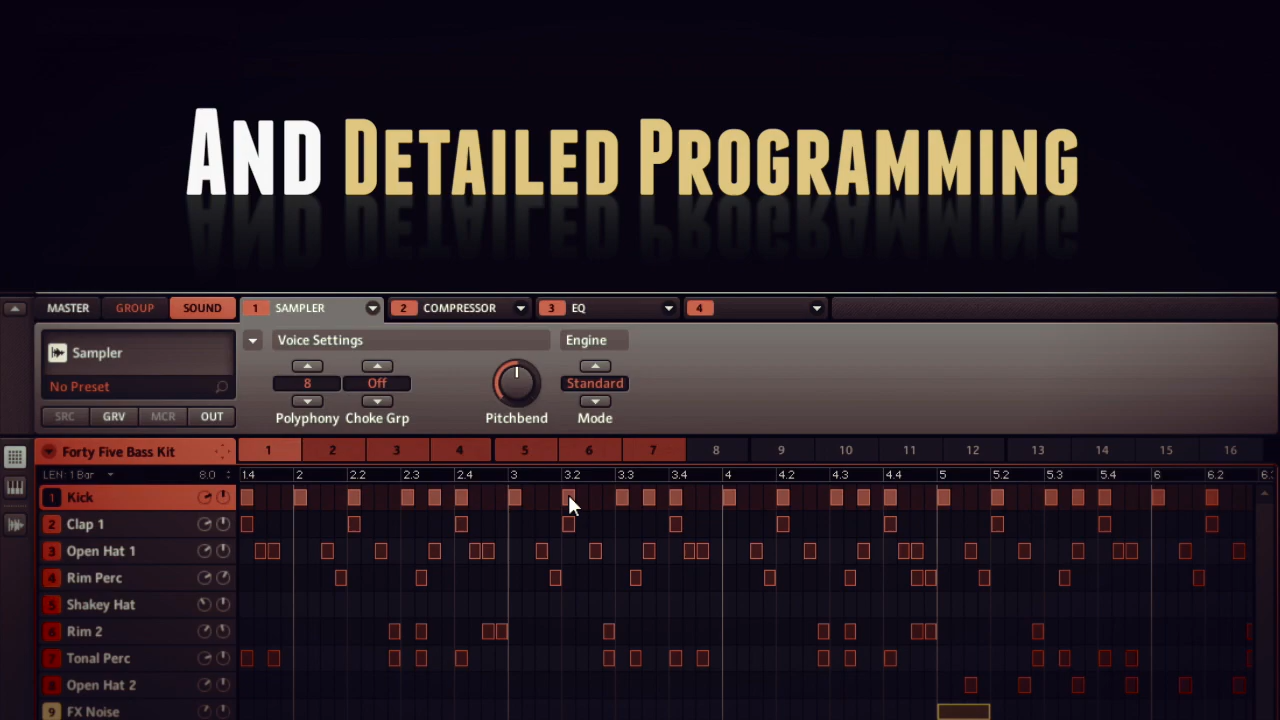 AND DETAILED PROGRAMMING
MASTER GROUP SOUND 1 SAMPLER 2 COMPRESSOR 3 EQ 4
Sampler
No Preset
SRC GRV MCR OUT
Voice Settings Engine
8 Off Standard
Polyphony Choke Grp Pitchbend Mode
Forty Five Bass Kit 1 2 3 4 5 6 7 8 9 10 11 12 13 14 15 16
LEN: 1 Bar 8.0 1.4 2 2.2 2.3 2.4 3 3.2 3.3 3.4 4 4.2 4.3 4.4 5 5.2 5.3 5.4 6 6.2 6.
1 Kick
2 Clap 1
3 Open Hat 1
4 Rim Perc
5 Shakey Hat
6 Rim 2
7 Tonal Perc
8 Open Hat 2
9 FX Noise